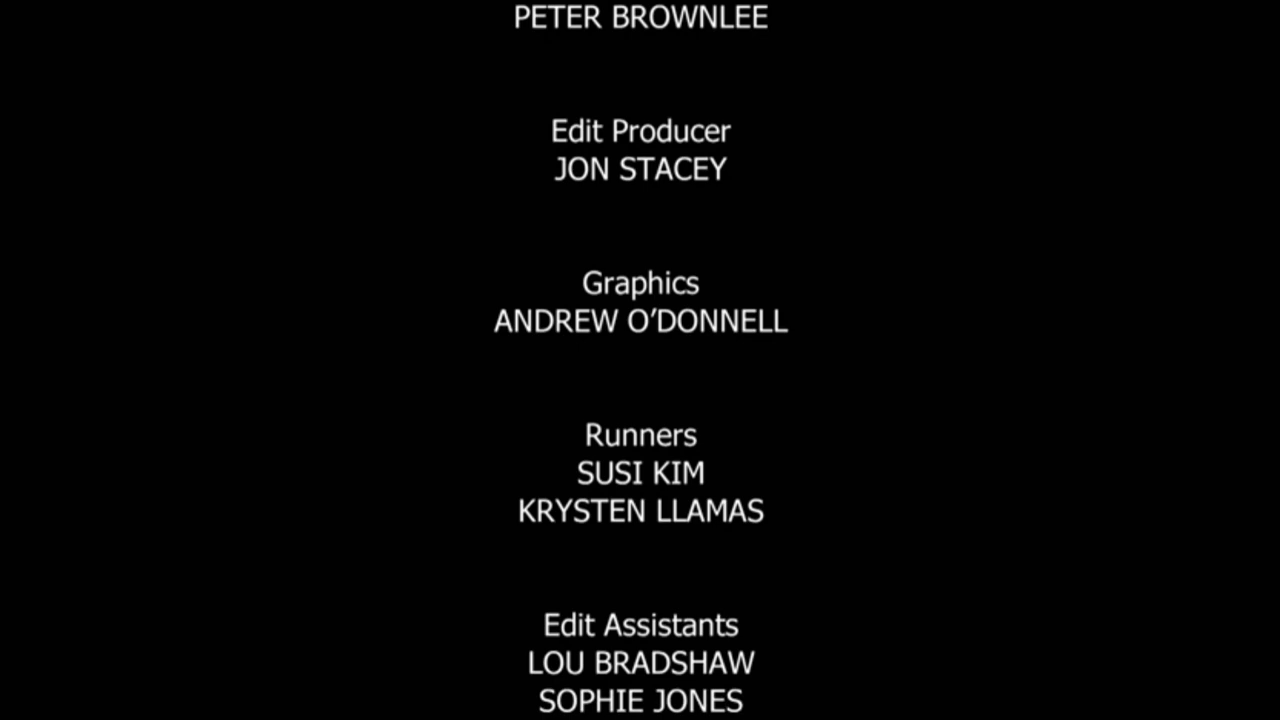 PETER BROWNLEE
Edit Producer
JON STACEY
Graphics
ANDREW O'DONNELL
Runners
SUSI KIM
KRYSTEN LLAMAS
Edit Assistants
LOU BRADSHAW
SOPHIE JONES